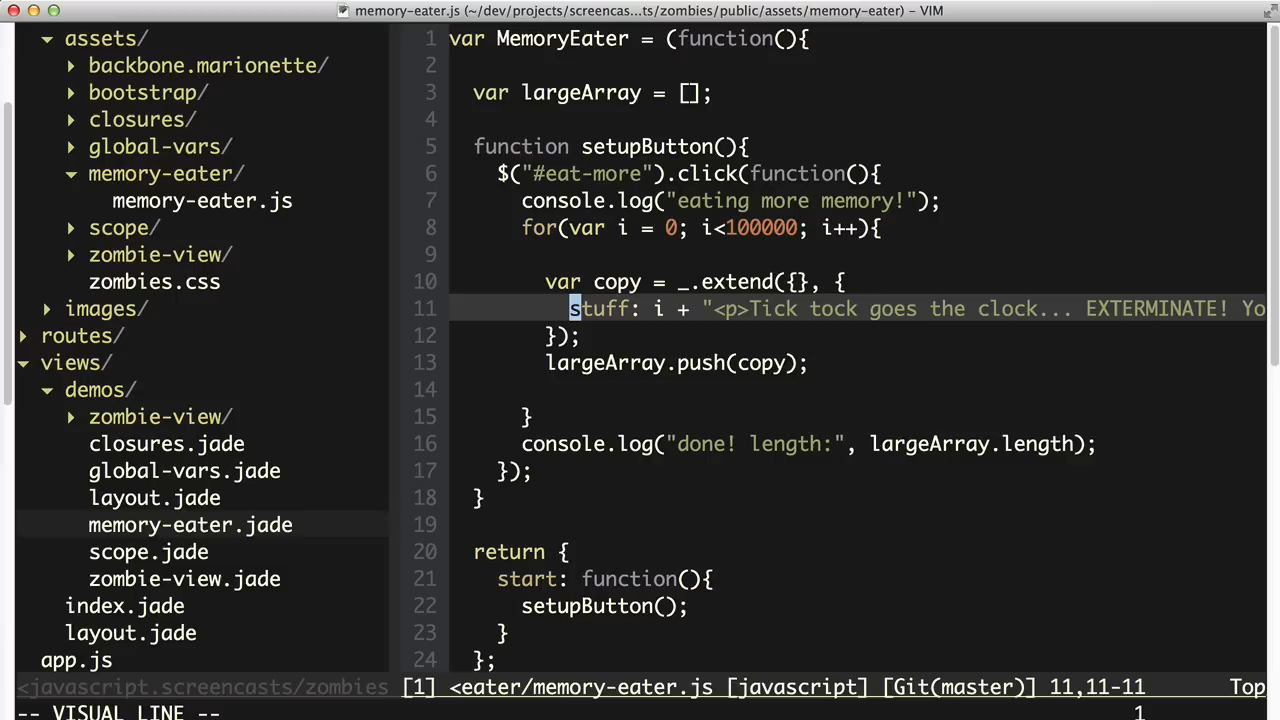 memory-eater.js (~/dev/projects/screencas...ts/zombies/public/assets/memory-eater) - VIM
assets/
backbone.marionette/
bootstrap/
closures/
global-vars/
memory-eater/
memory-eater.js
scope/
zombie-view/
zombies.css
images/
routes/
views/
demos/
zombie-view/
closures.jade
global-vars.jade
layout.jade
memory-eater.jade
scope.jade
zombie-view.jade
index.jade
layout.jade
app.js
<javascript.screencasts/zombies
1 var MemoryEater = (function(){
2
3 var largeArray = [];
4
5 function setupButton(){
6 $("#eat-more").click(function(){
7 console.log("eating more memory!");
8 for(var i = 0; i<100000; i++){
9
10 var copy = _.extend({}, {
11 stuff: i + "<p>Tick tock goes the clock... EXTERMINATE! Yo
12 });
13 largeArray.push(copy);
14
15 }
16 console.log("done! length:", largeArray.length);
17 });
18 }
19
20 return {
21 start: function(){
22 setupButton();
23 }
24 };
[1] <eater/memory-eater.js [javascript] [Git(master)] 11,11-11 Top
-- VISUAL LINE -- 1